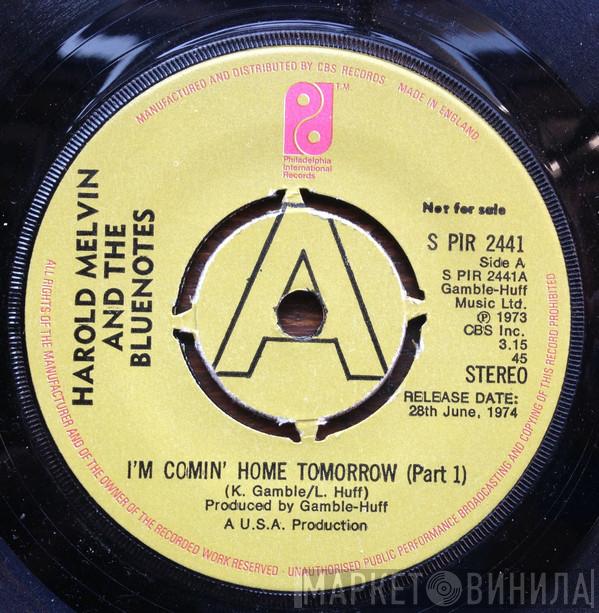 MANUFACTURED AND DISTRIBUTED BY CBS RECORDS
MADE IN ENGLAND
T.M.
Philadelphia
International
Records
HAROLD MELVIN
AND THE
BLUENOTES
A
Not for sale
S PIR 2441
Side A
S PIR 2441A
Gamble-Huff
Music Ltd.
℗ 1973
CBS Inc.
3.15
45
STEREO
RELEASE DATE:
28th June, 1974
I'M COMIN' HOME TOMORROW (Part 1)
(K. Gamble/L. Huff)
Produced by Gamble-Huff
A U.S.A. Production
ALL RIGHTS OF THE MANUFACTURER AND OF THE OWNER OF THE RECORDED WORK RESERVED - UNAUTHORISED PUBLIC PERFORMANCE BROADCASTING AND COPYING OF THIS RECORD PROHIBITED
МАРКЕТ ВИНИЛА